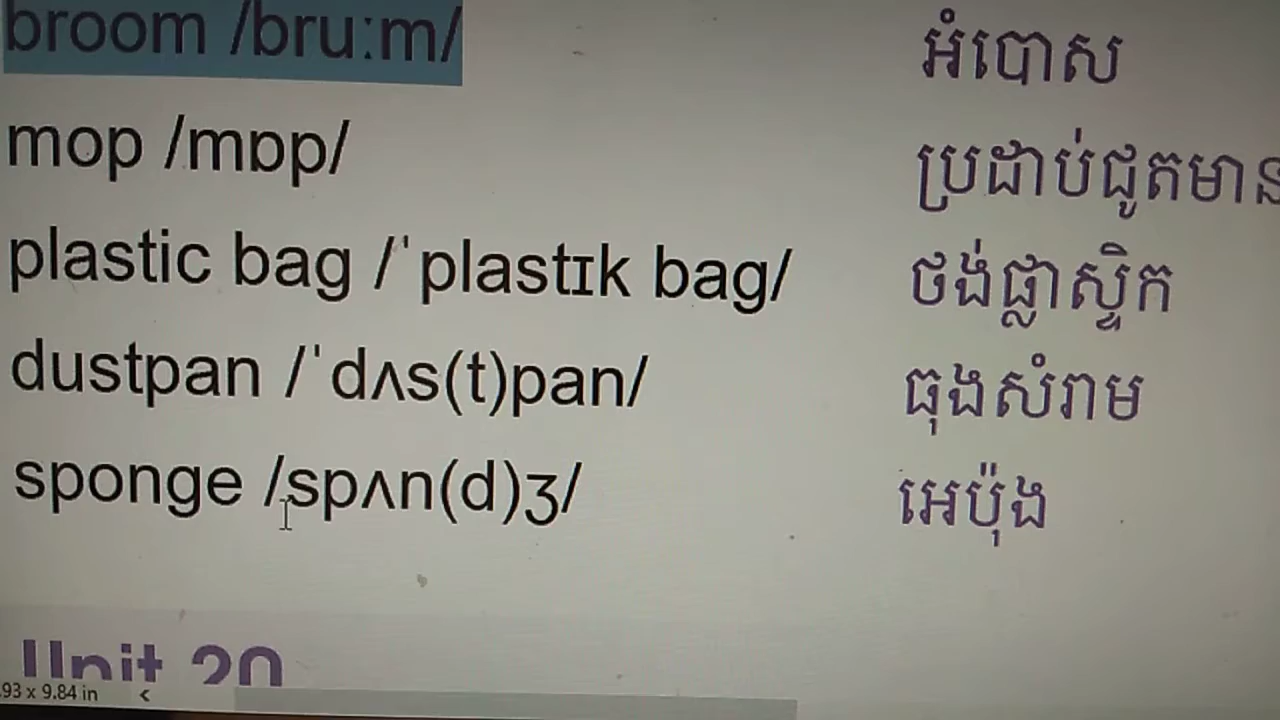 broom /bruːm/ អំបោស
mop /mɒp/ ប្រដាប់ជូតមាន
plastic bag /ˈplastɪk bag/ ថង់ផ្លាស្ទិក
dustpan /ˈdʌs(t)pan/ ធុងសំរាម
sponge /spʌn(d)ʒ/ អេប៉ុង
Unit 20
.93 x 9.84 in <